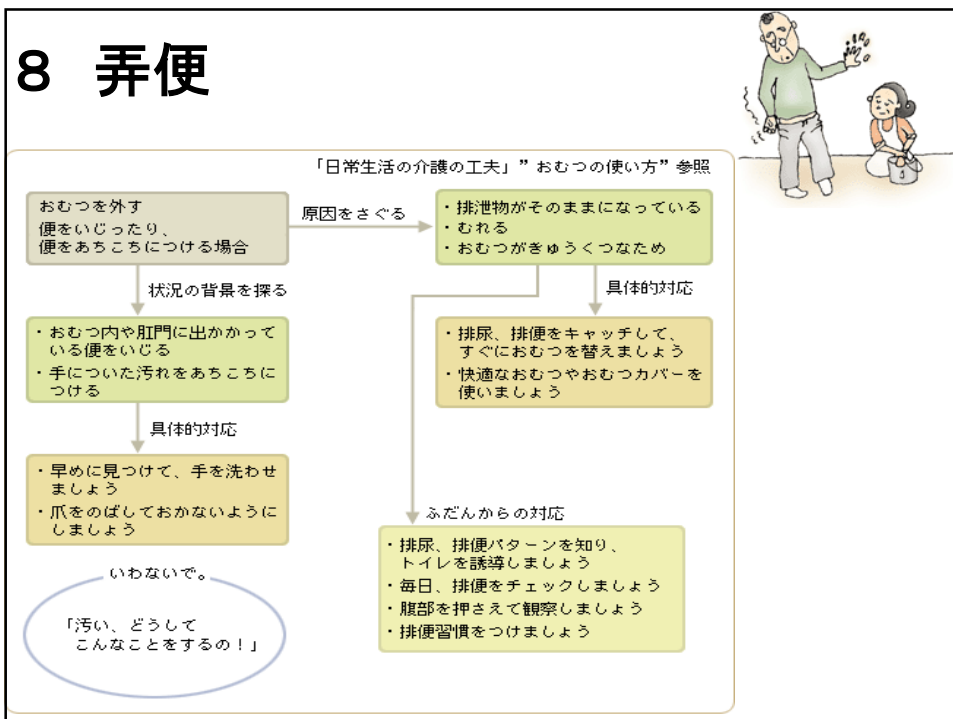 ８　弄便
「日常生活の介護の工夫」”おむつの使い方”参照
おむつを外す
便をいじったり、
便をあちこちにつける場合
原因をさぐる
・排泄物がそのままになっている
・むれる
・おむつがきゅうくつなため
状況の背景を探る
具体的対応
・おむつ内や肛門に出かかって
いる便をいじる
・手についた汚れをあちこちに
つける
・排尿、排便をキャッチして、
すぐにおむつを替えましょう
・快適なおむつやおむつカバーを
使いましょう
具体的対応
・早めに見つけて、手を洗わせ
ましょう
・爪をのばしておかないように
しましょう
ふだんからの対応
・排尿、排便パターンを知り、
トイレを誘導しましょう
・毎日、排便をチェックしましょう
・腹部を押さえて観察しましょう
・排便習慣をつけましょう
いわないで。
「汚い、どうして
こんなことをするの！」